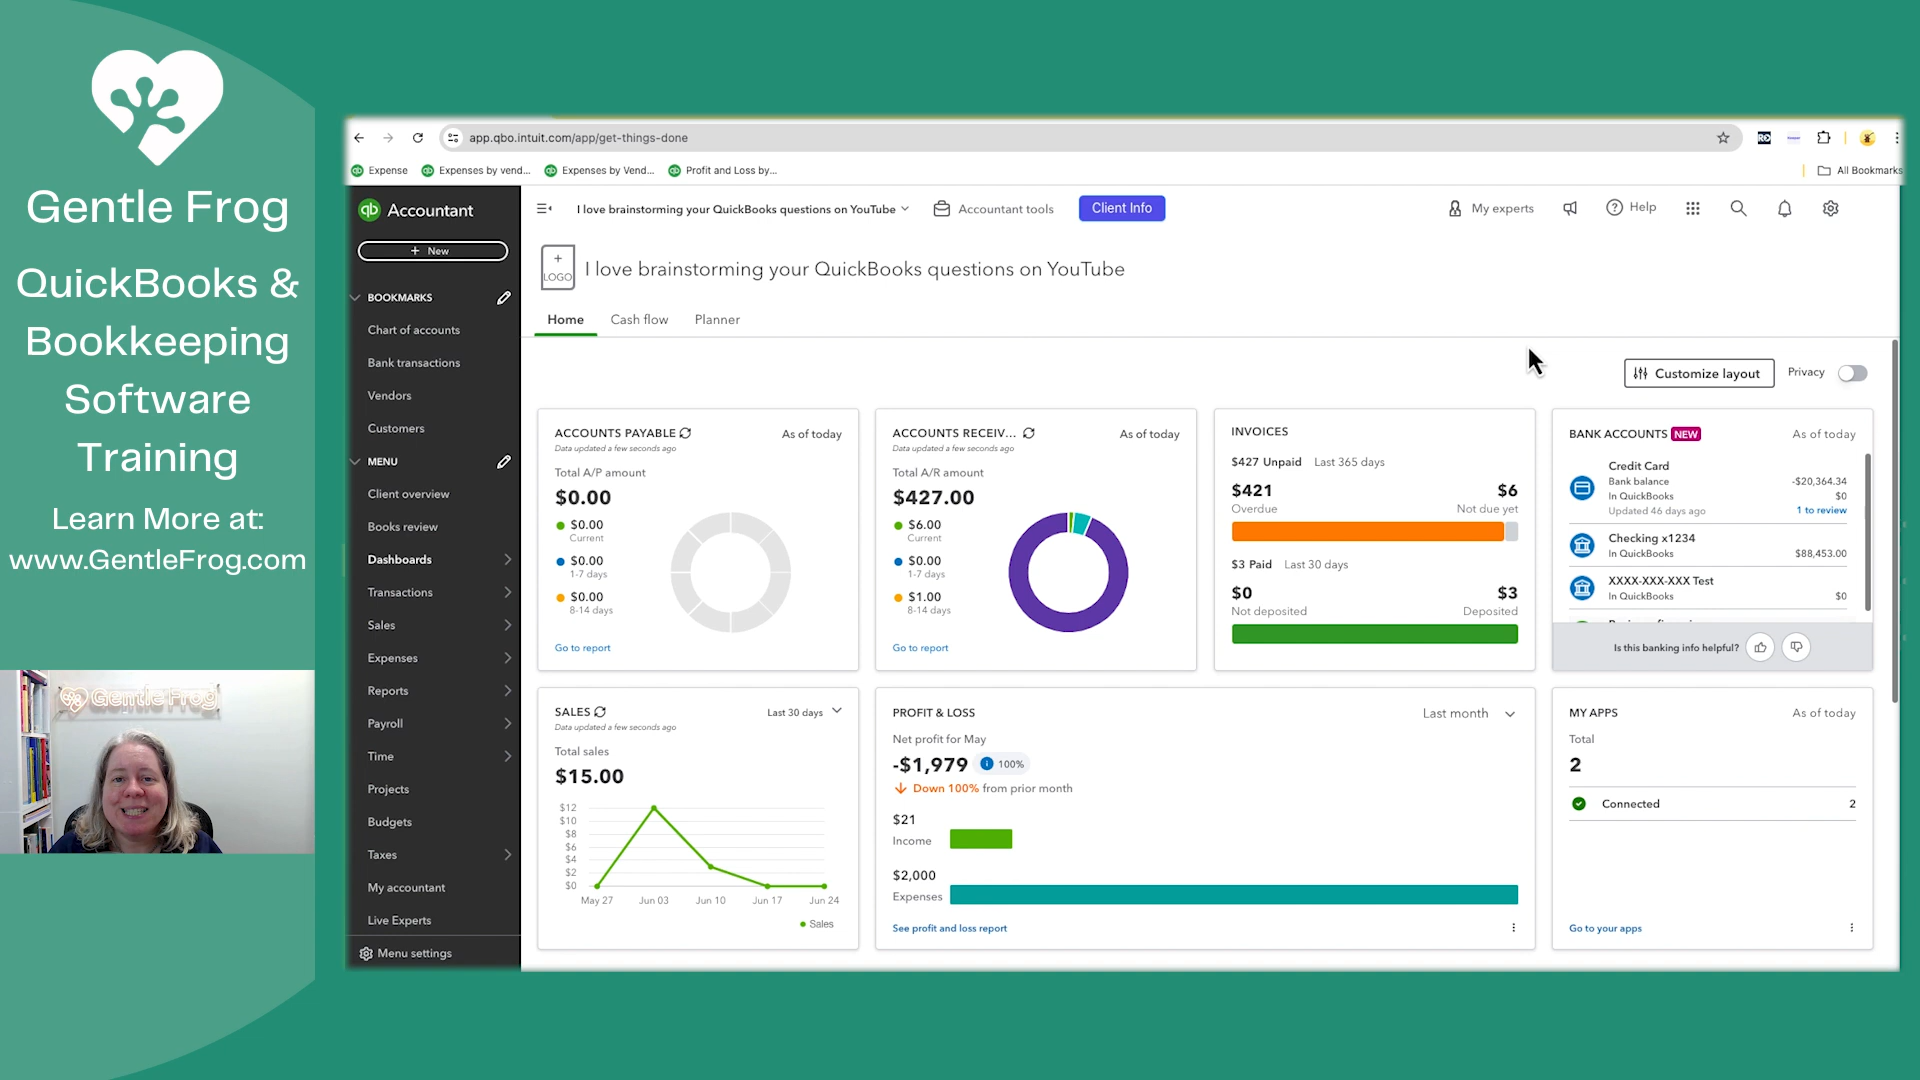 Gentle Frog
QuickBooks &
Bookkeeping
Software
Training
Learn More at:
www.GentleFrog.com
Gentle Frog
app.qbo.intuit.com/app/get-things-done
Expense
Expenses by vend...
Expenses by Vend...
Profit and Loss by...
All Bookmarks
qb Accountant
+ New
BOOKMARKS
Chart of accounts
Bank transactions
Vendors
Customers
MENU
Client overview
Books review
Dashboards
Transactions
Sales
Expenses
Reports
Payroll
Time
Projects
Budgets
Taxes
My accountant
Live Experts
Menu settings
I love brainstorming your QuickBooks questions on YouTube
Accountant tools
Client Info
My experts
Help
+ LOGO
I love brainstorming your QuickBooks questions on YouTube
Home
Cash flow
Planner
Customize layout
Privacy
ACCOUNTS PAYABLE
As of today
Data updated a few seconds ago
Total A/P amount
$0.00
$0.00
Current
$0.00
1-7 days
$0.00
8-14 days
Go to report
ACCOUNTS RECEIV...
As of today
Data updated a few seconds ago
Total A/R amount
$427.00
$6.00
Current
$0.00
1-7 days
$1.00
8-14 days
Go to report
INVOICES
$427 Unpaid Last 365 days
$421 $6
Overdue Not due yet
$3 Paid Last 30 days
$0 $3
Not deposited Deposited
BANK ACCOUNTS NEW As of today
Credit Card
Bank balance -$20,364.34
In QuickBooks $0
Updated 46 days ago 1 to review
Checking x1234
In QuickBooks $88,453.00
XXXX-XXX-XXX Test
In QuickBooks $0
Is this banking info helpful?
SALES Last 30 days
Data updated a few seconds ago
Total sales
$15.00
$12
$10
$8
$6
$4
$2
$0
May 27 Jun 03 Jun 10 Jun 17 Jun 24
Sales
PROFIT & LOSS Last month
Net profit for May
-$1,979 100%
Down 100% from prior month
$21
Income
$2,000
Expenses
See profit and loss report
MY APPS As of today
Total
2
Connected 2
Go to your apps